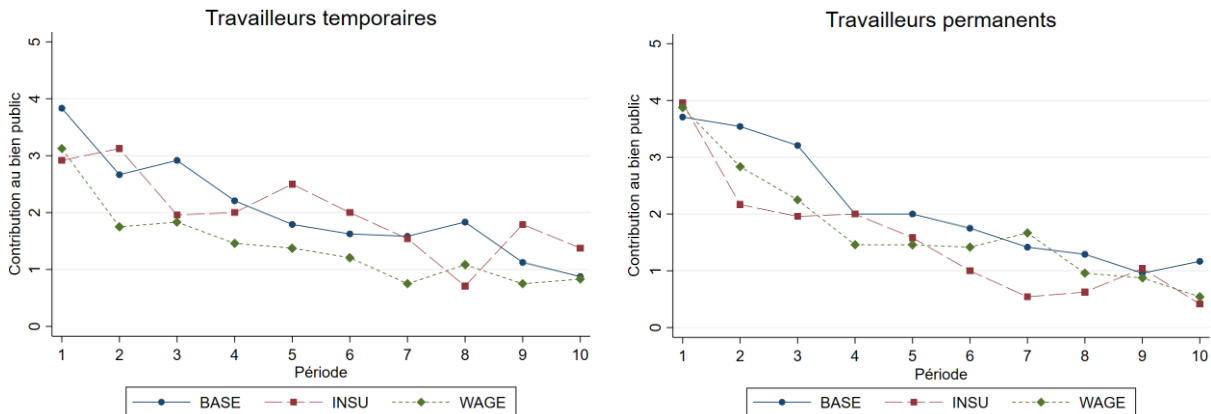 Travailleurs temporaires
Contribution au bien public
5
4
3
2
1
0
1 2 3 4 5 6 7 8 9 10
Période
BASE INSU WAGE
Travailleurs permanents
Contribution au bien public
5
4
3
2
1
0
1 2 3 4 5 6 7 8 9 10
Période
BASE INSU WAGE